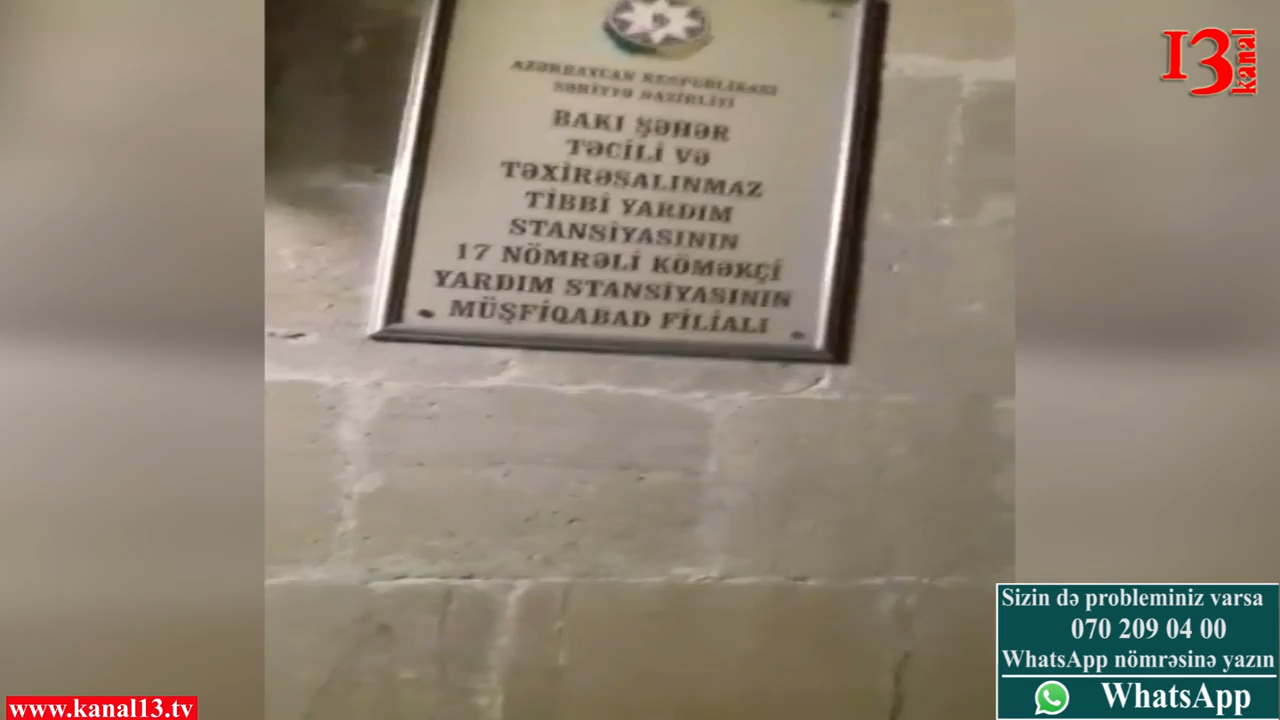 13 kanal
AZƏRBAYCAN RESPUBLİKASI
SƏHİYYƏ NAZİRLİYİ
BAKI ŞƏHƏR
TƏCİLİ VƏ
TƏXİRƏSALINMAZ
TİBBİ YARDIM
STANSİYASININ
17 NÖMRƏLİ KÖMƏKÇİ
YARDIM STANSİYASININ
MÜŞFİQABAD FİLİALI
Sizin də probleminiz varsa
070 209 04 00
WhatsApp nömrəsinə yazın
WhatsApp
www.kanal13.tv